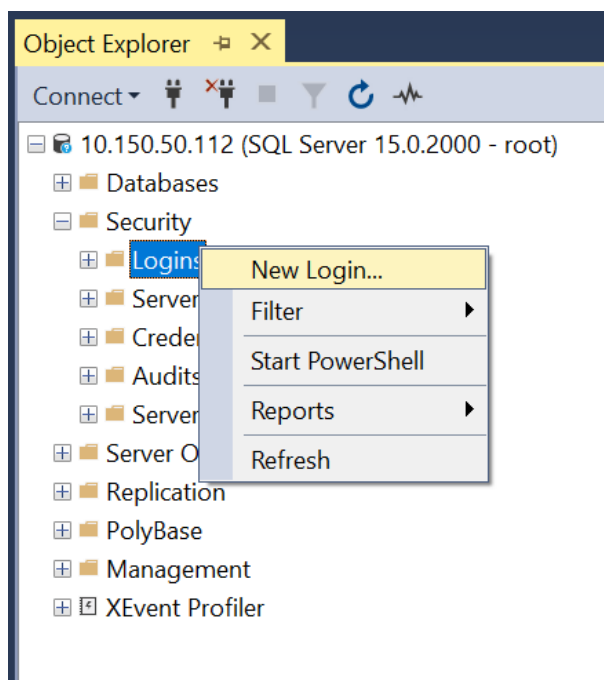 Object Explorer
Connect
10.150.50.112 (SQL Server 15.0.2000 - root)
Databases
Security
Logins
New Login...
Server
Filter
Crede
Start PowerShell
Audits
Server
Reports
Server O
Refresh
Replication
PolyBase
Management
XEvent Profiler